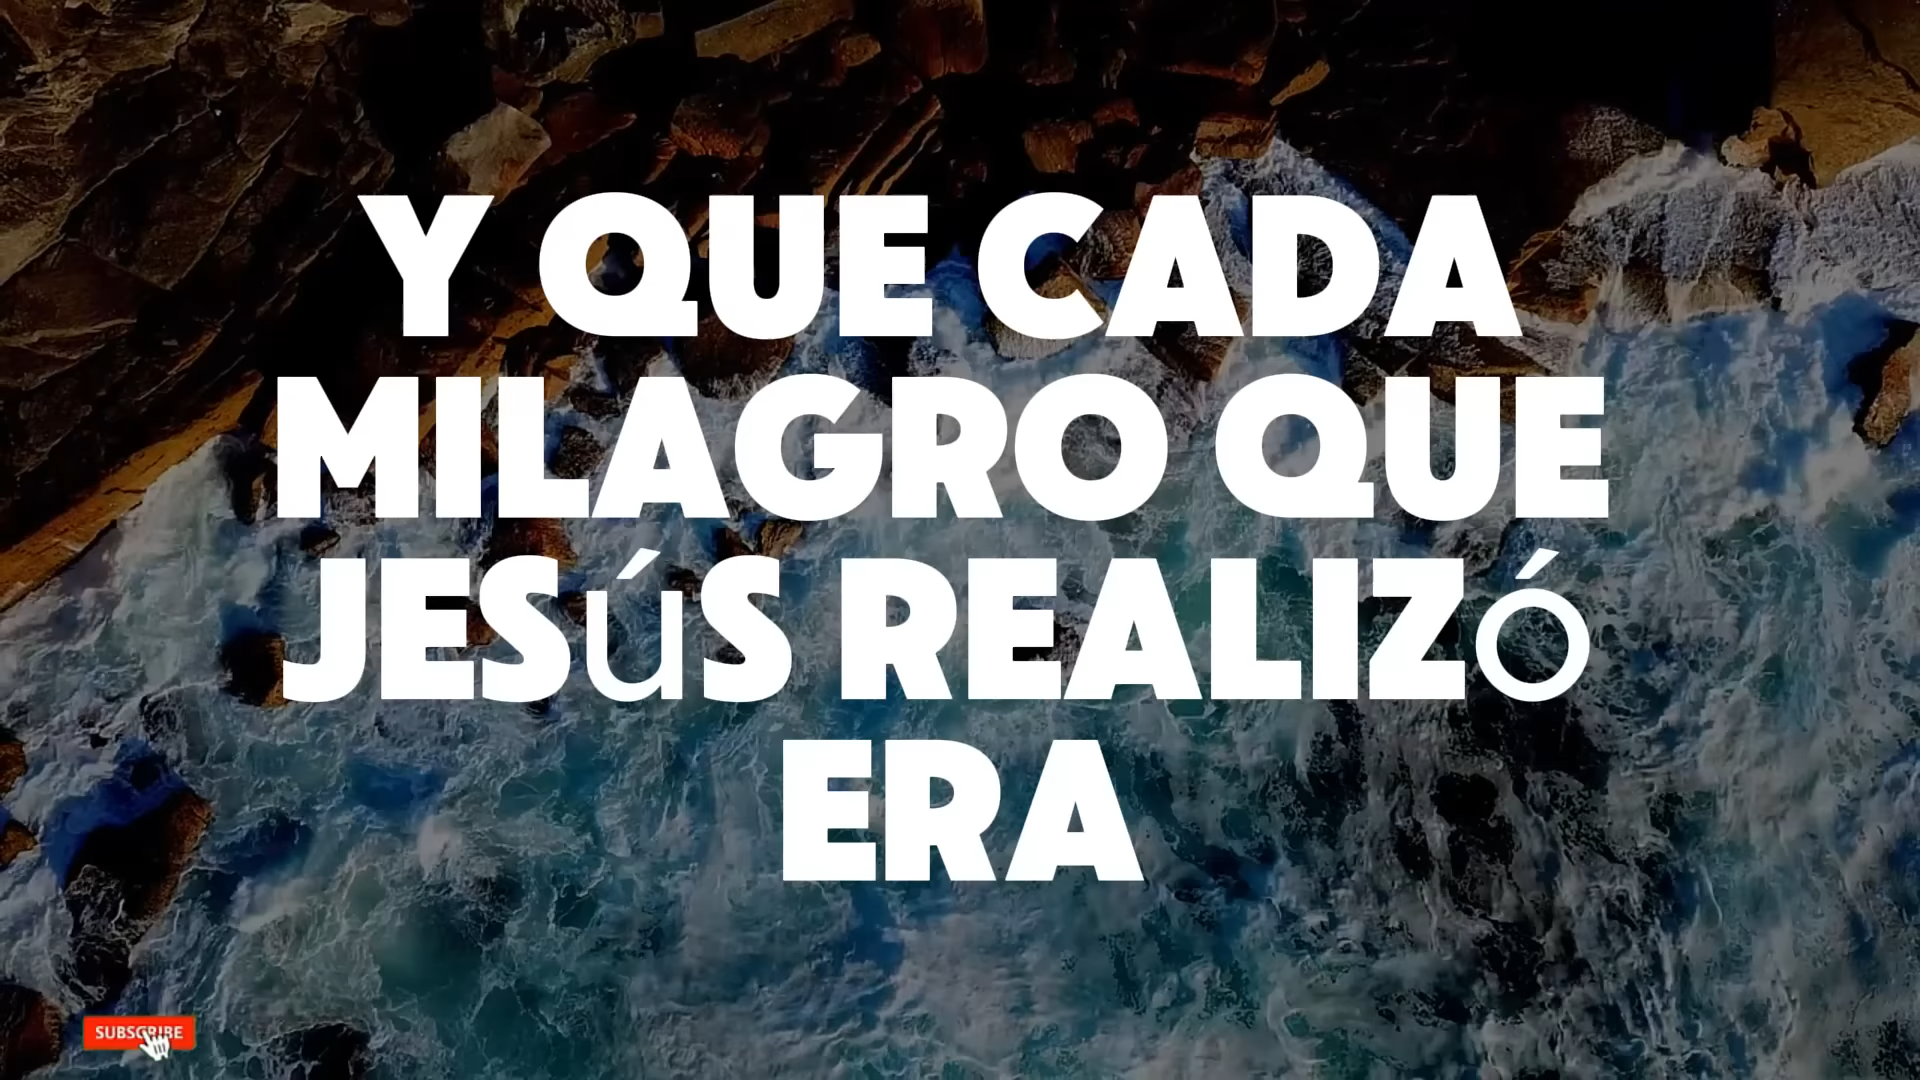 Y QUE CADA
MILAGRO QUE
JESúS REALIZó
ERA
SUBSCRIBE